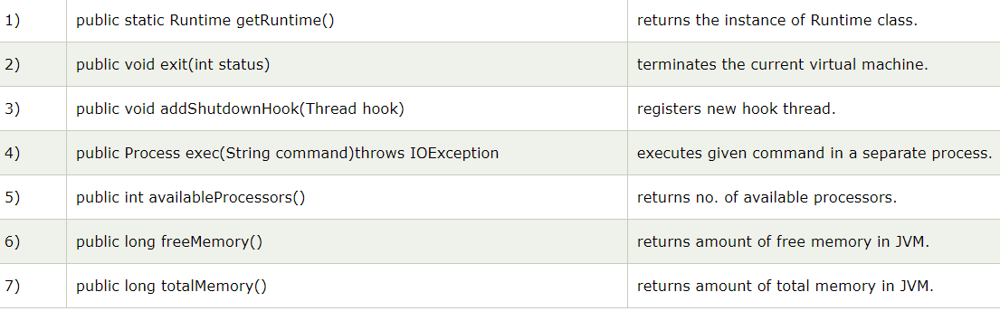 1) public static Runtime getRuntime() returns the instance of Runtime class.
2) public void exit(int status) terminates the current virtual machine.
3) public void addShutdownHook(Thread hook) registers new hook thread.
4) public Process exec(String command)throws IOException executes given command in a separate process.
5) public int availableProcessors() returns no. of available processors.
6) public long freeMemory() returns amount of free memory in JVM.
7) public long totalMemory() returns amount of total memory in JVM.